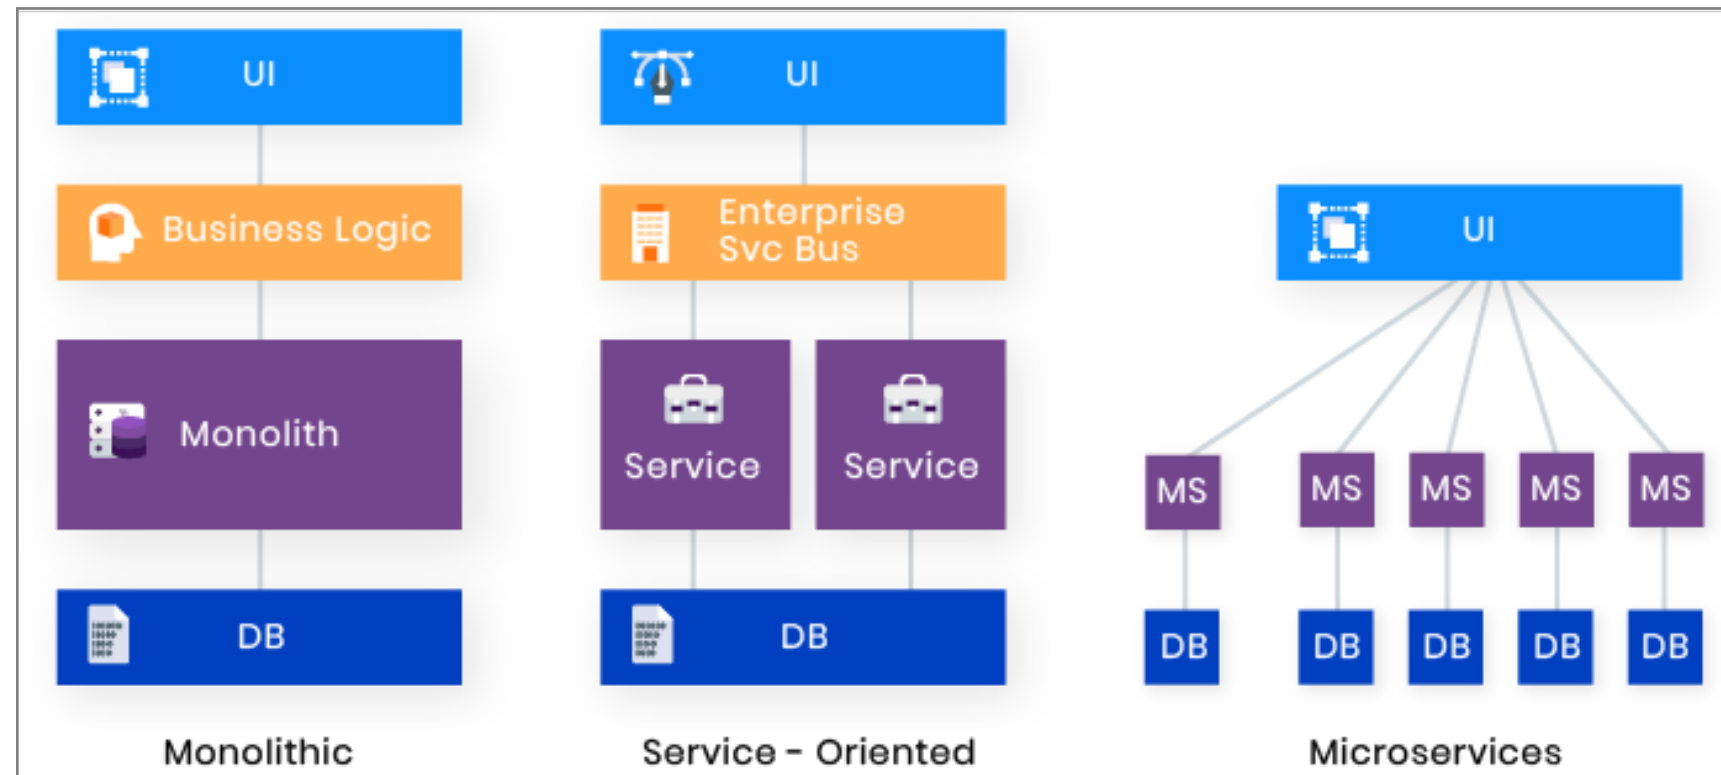 UI
Business Logic
Monolith
DB
Monolithic
UI
Enterprise
Svc Bus
Service
Service
DB
Service - Oriented
UI
MS
MS
MS
MS
MS
DB
DB
DB
DB
DB
Microservices